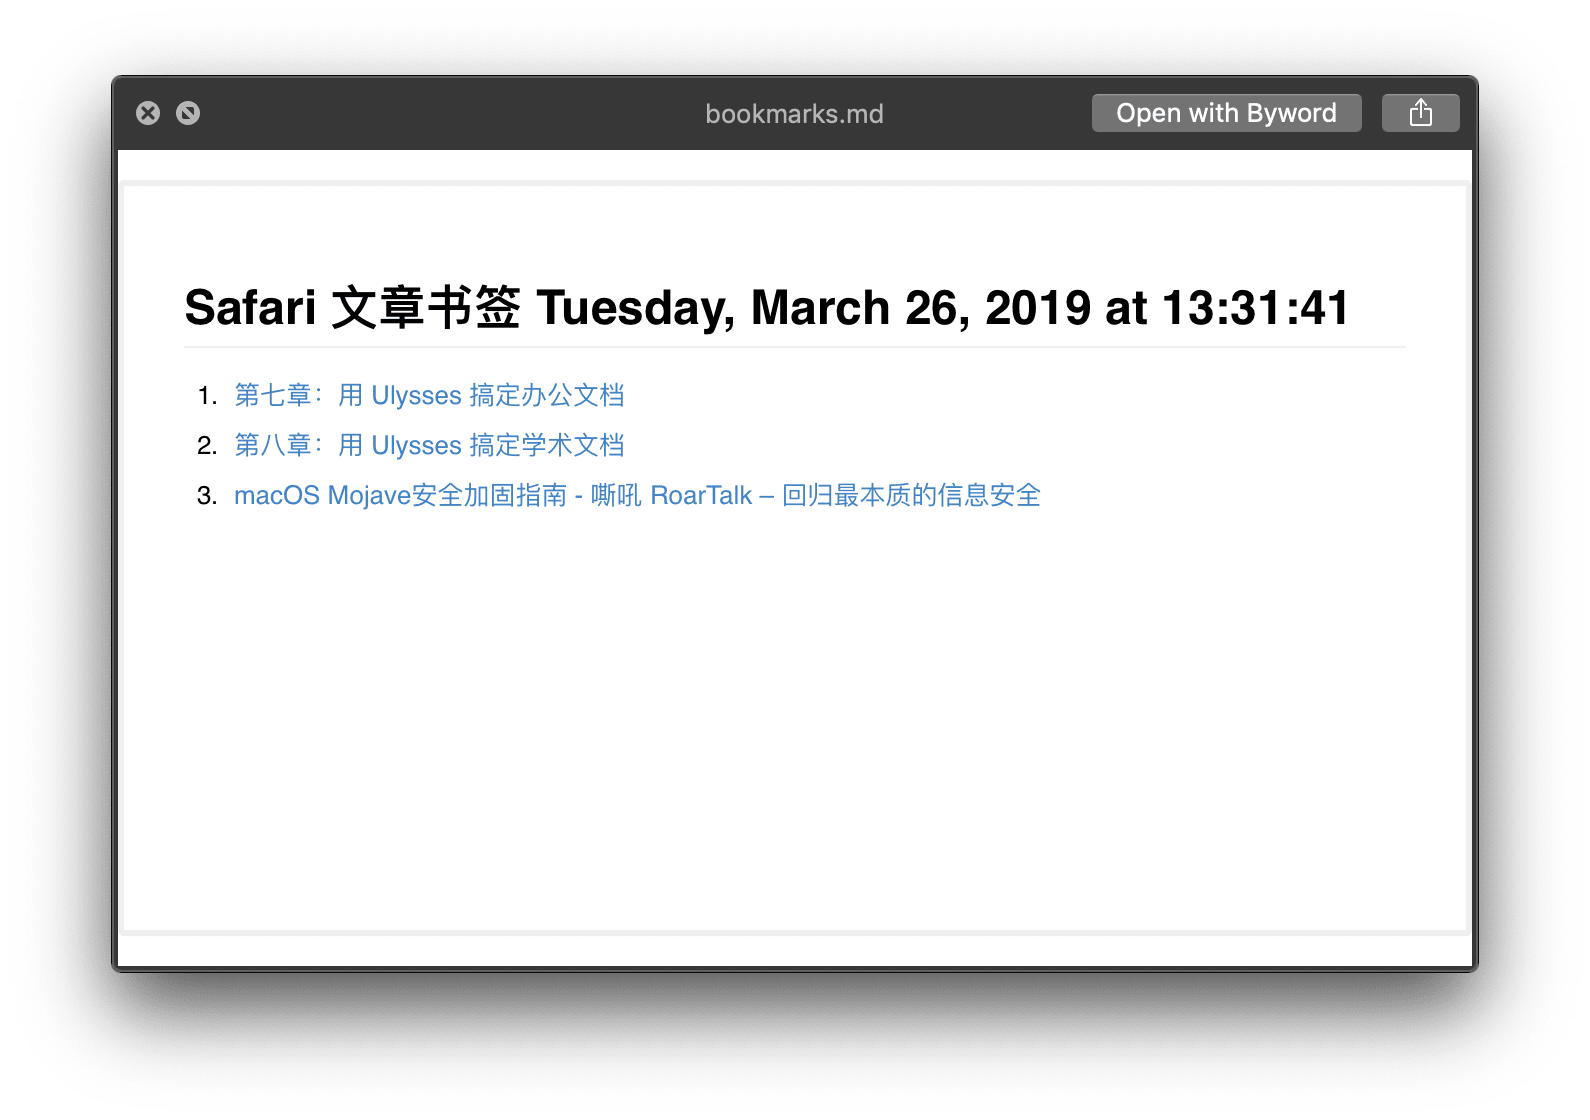 bookmarks.md
Open with Byword
Safari 文章书签 Tuesday, March 26, 2019 at 13:31:41
1. 第七章：用 Ulysses 搞定办公文档
2. 第八章：用 Ulysses 搞定学术文档
3. macOS Mojave安全加固指南 - 嘶吼 RoarTalk – 回归最本质的信息安全